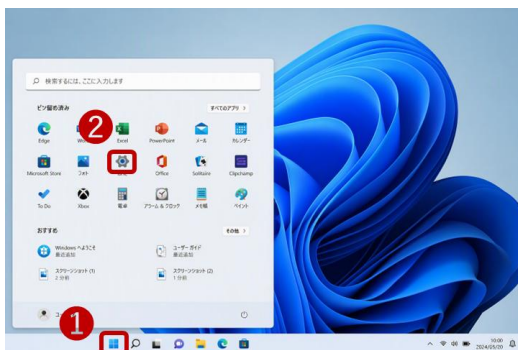 検索するには、ここに入力します
ピン留め済み
すべてのアプリ >
2
Edge
Excel
PowerPoint
メール
カレンダー
Microsoft Store
フォト
Office
Solitaire
Clipchamp
To Do
Xbox
電卓
アラーム & クロック
メモ帳
ペイント
おすすめ
その他 >
Windows へようこそ
最近追加
ユーザー ガイド
最近追加
スクリーンショット (1)
2 分前
スクリーンショット (2)
1 分前
1
10:00
2024/05/20